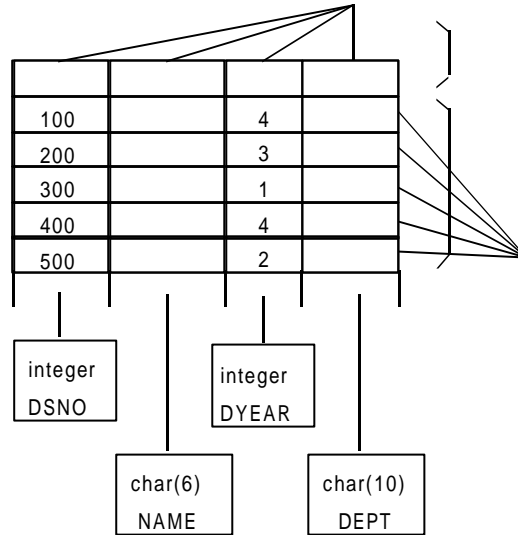 100 4
200 3
300 1
400 4
500 2
integer
DSNO
integer
DYEAR
char(6)
NAME
char(10)
DEPT